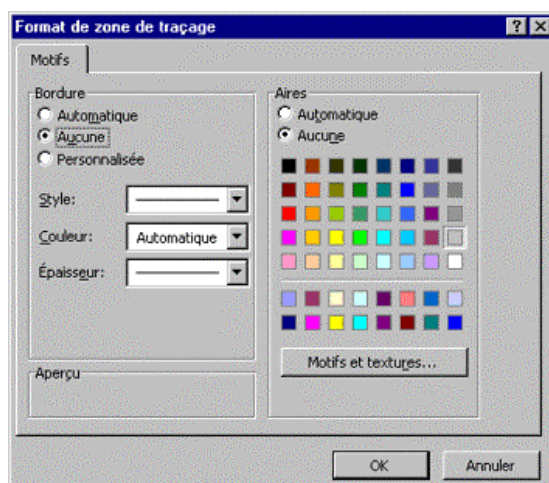 Format de zone de traçage
Motifs
Bordure
Automatique
Aucune
Personnalisée
Style:
Couleur: Automatique
Épaisseur:
Aperçu
Aires
Automatique
Aucune
Motifs et textures...
OK
Annuler